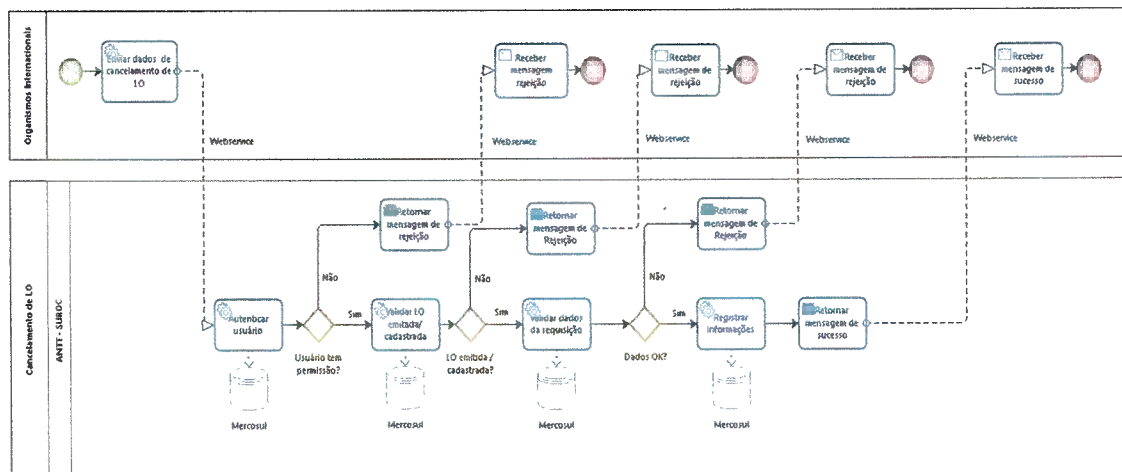 Organismos Internacionais
Enviar dados de
cancelamento de
LO
Receber
mensagem
rejeição
Receber
mensagem de
rejeição
Receber
mensagem de
rejeição
Receber
mensagem de
sucesso
Webservice
Webservice
Webservice
Webservice
Webservice
Cancelamento de LO
ANTT - SUROC
Retornar
mensagem de
rejeição
Retornar
mensagem de
Rejeição
Retornar
mensagem de
Rejeição
Não
Não
Não
Autenticar
usuário
Sim
Validar LO
emitida/
cadastrada
Sim
Validar dados
da requisição
Sim
Registrar
informações
Retornar
mensagem de
sucesso
Usuário tem
permissão?
LO emitida /
cadastrada?
Dados OK?
Mercosul
Mercosul
Mercosul
Mercosul